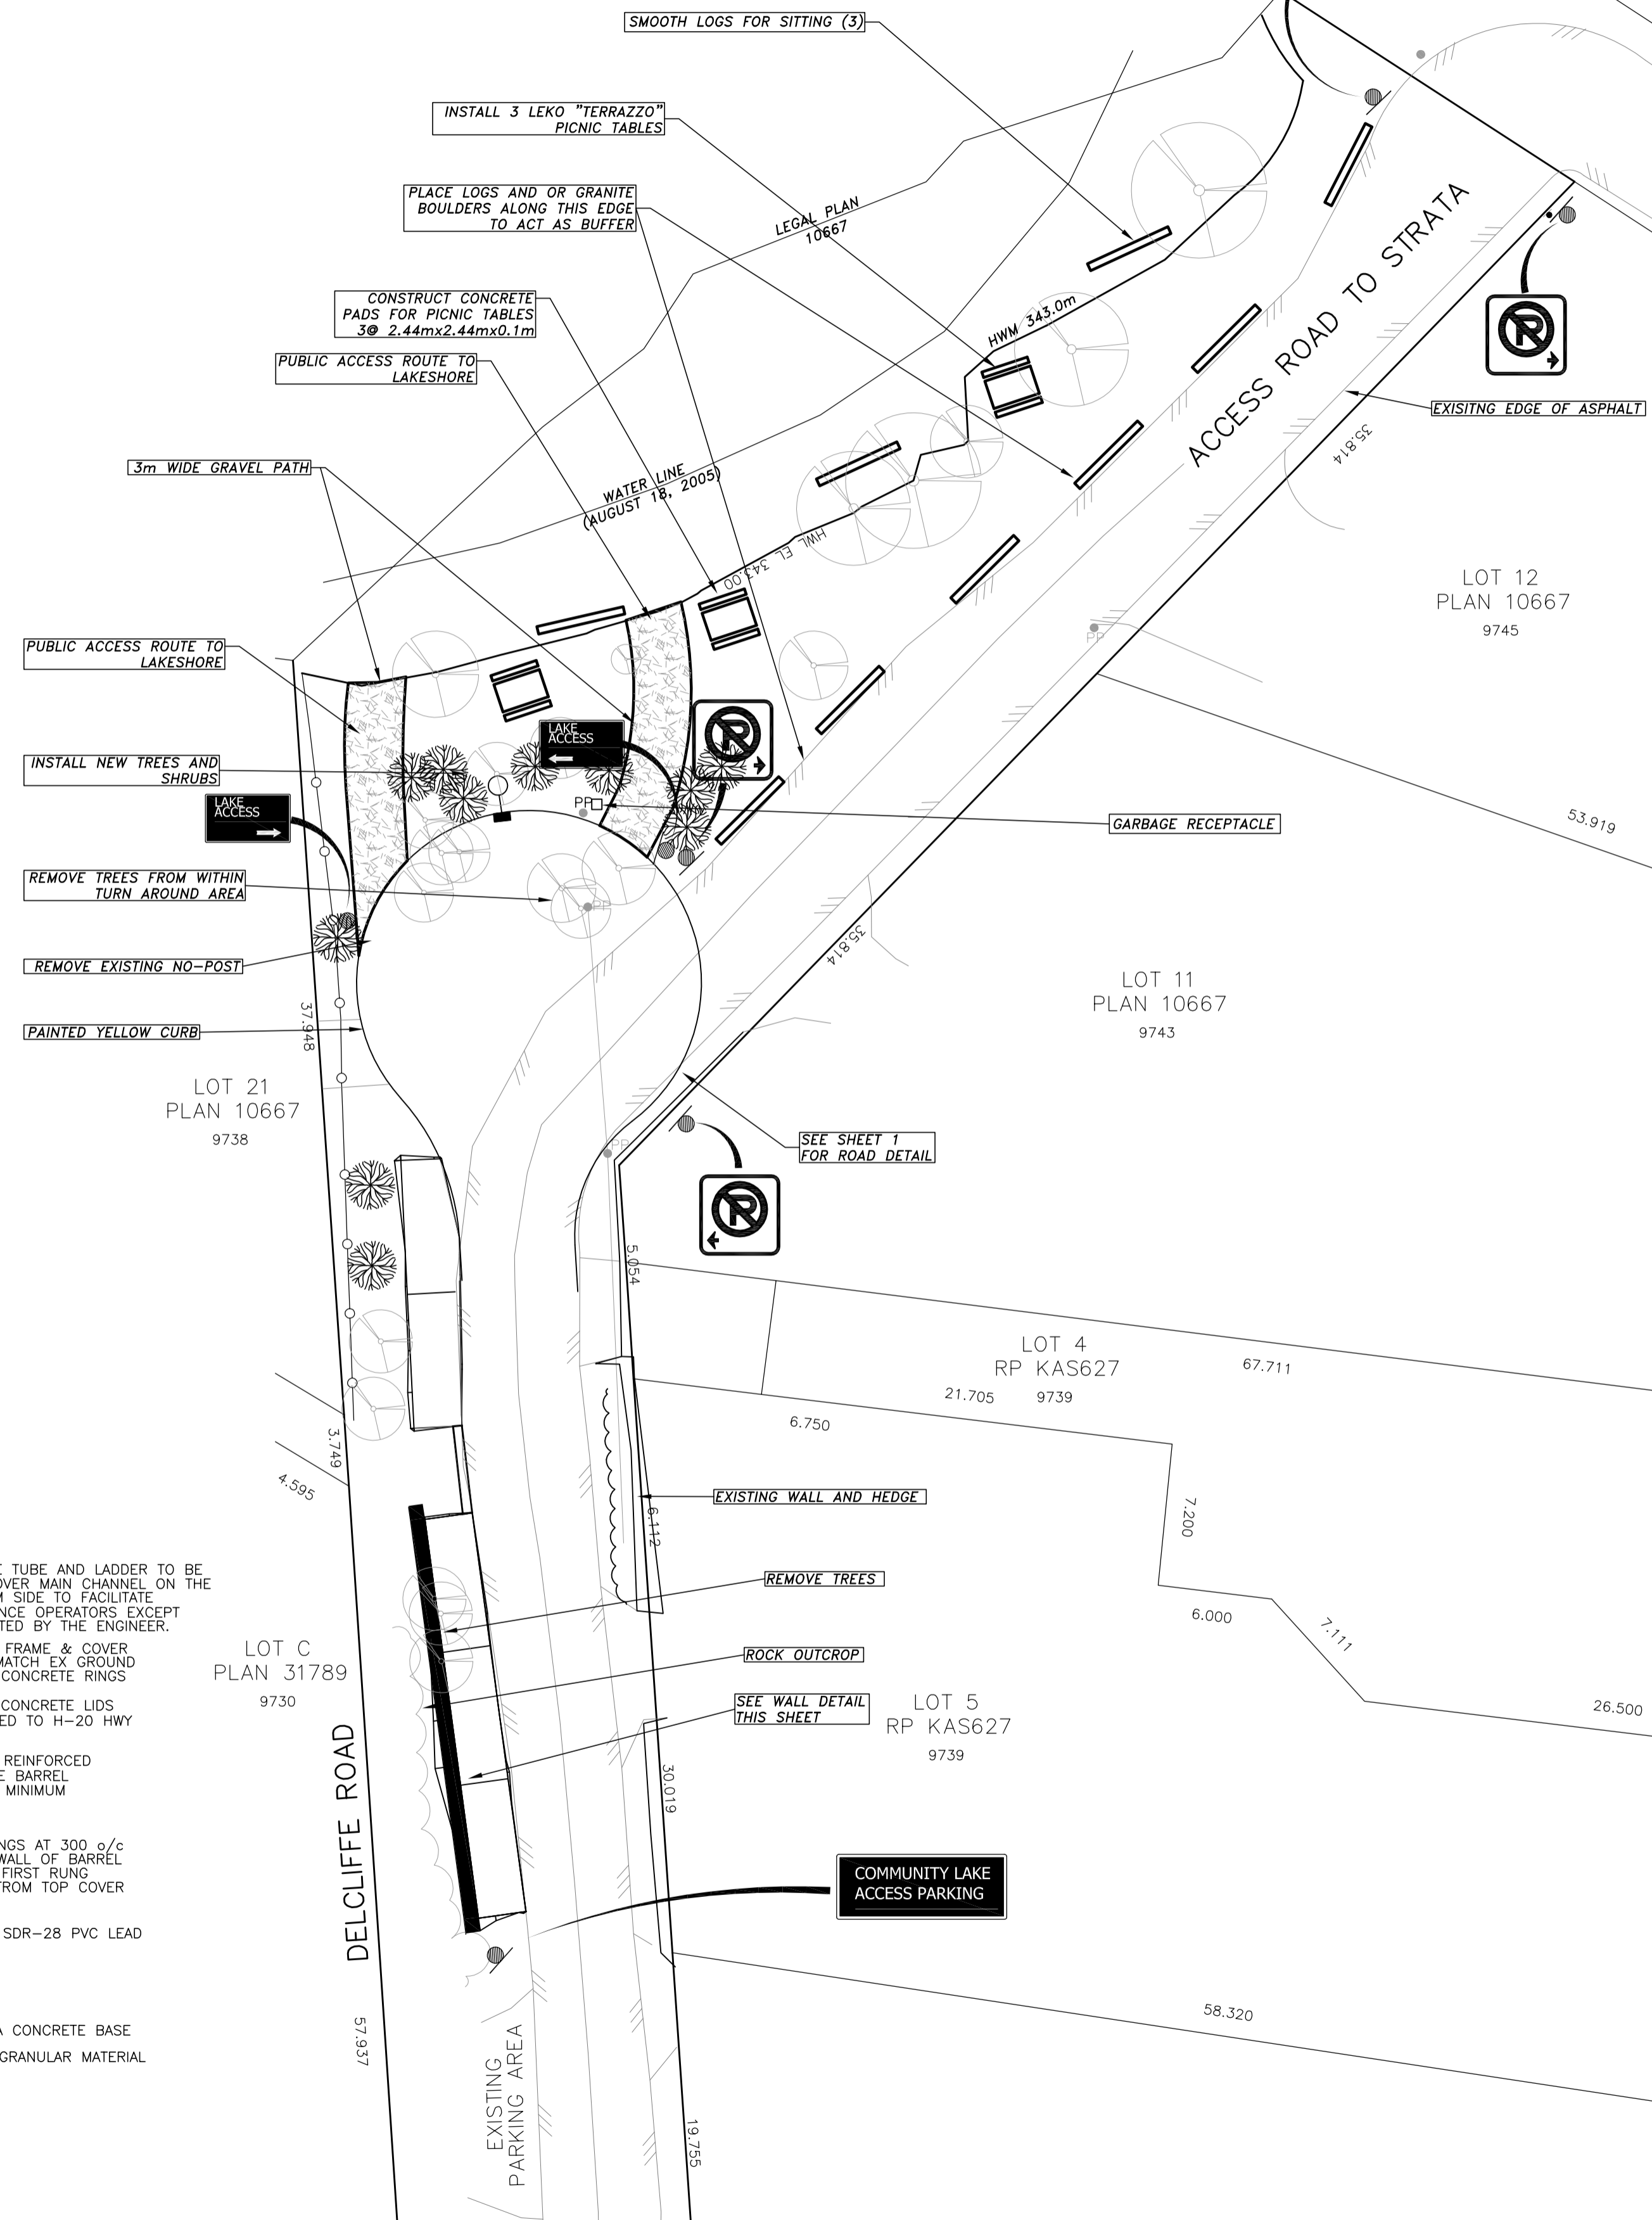 SMOOTH LOGS FOR SITTING (3)
INSTALL 3 LEKO "TERRAZZO"
PICNIC TABLES
PLACE LOGS AND OR GRANITE
BOULDERS ALONG THIS EDGE
TO ACT AS BUFFER
LEGAL PLAN
10667
CONSTRUCT CONCRETE
PADS FOR PICNIC TABLES
3@ 2.44mx2.44mx0.1m
PUBLIC ACCESS ROUTE TO
LAKESHORE
HWM 343.0m
ACCESS ROAD TO STRATA
P
EXISITNG EDGE OF ASPHALT
35.814
3m WIDE GRAVEL PATH
WATER LINE
(AUGUST 18, 2005)
HWL EL 343.00
LOT 12
PLAN 10667
9745
PP
PUBLIC ACCESS ROUTE TO
LAKESHORE
LAKE
ACCESS
P
INSTALL NEW TREES AND
SHRUBS
LAKE
ACCESS
PP
GARBAGE RECEPTACLE
53.919
REMOVE TREES FROM WITHIN
TURN AROUND AREA
PP
35.814
REMOVE EXISTING NO-POST
LOT 11
PLAN 10667
9743
PAINTED YELLOW CURB
37.948
LOT 21
PLAN 10667
9738
PP
SEE SHEET 1
FOR ROAD DETAIL
P
5.054
LOT 4
RP KAS627
9739
67.711
21.705
6.750
3.749
4.595
EXISTING WALL AND HEDGE
6.112
7.200
REMOVE TREES
6.000
7.111
E TUBE AND LADDER TO BE
OVER MAIN CHANNEL ON THE
M SIDE TO FACILITATE
NCE OPERATORS EXCEPT
TED BY THE ENGINEER.
FRAME & COVER
MATCH EX GROUND
CONCRETE RINGS
CONCRETE LIDS
ED TO H-20 HWY
REINFORCED
E BARREL
MINIMUM
NGS AT 300 o/c
WALL OF BARREL
FIRST RUNG
FROM TOP COVER
SDR-28 PVC LEAD
A CONCRETE BASE
GRANULAR MATERIAL
LOT C
PLAN 31789
9730
ROCK OUTCROP
SEE WALL DETAIL
THIS SHEET
LOT 5
RP KAS627
9739
26.500
DELCLIFFE ROAD
30.019
COMMUNITY LAKE
ACCESS PARKING
58.320
57.937
EXISTING
PARKING AREA
19.755